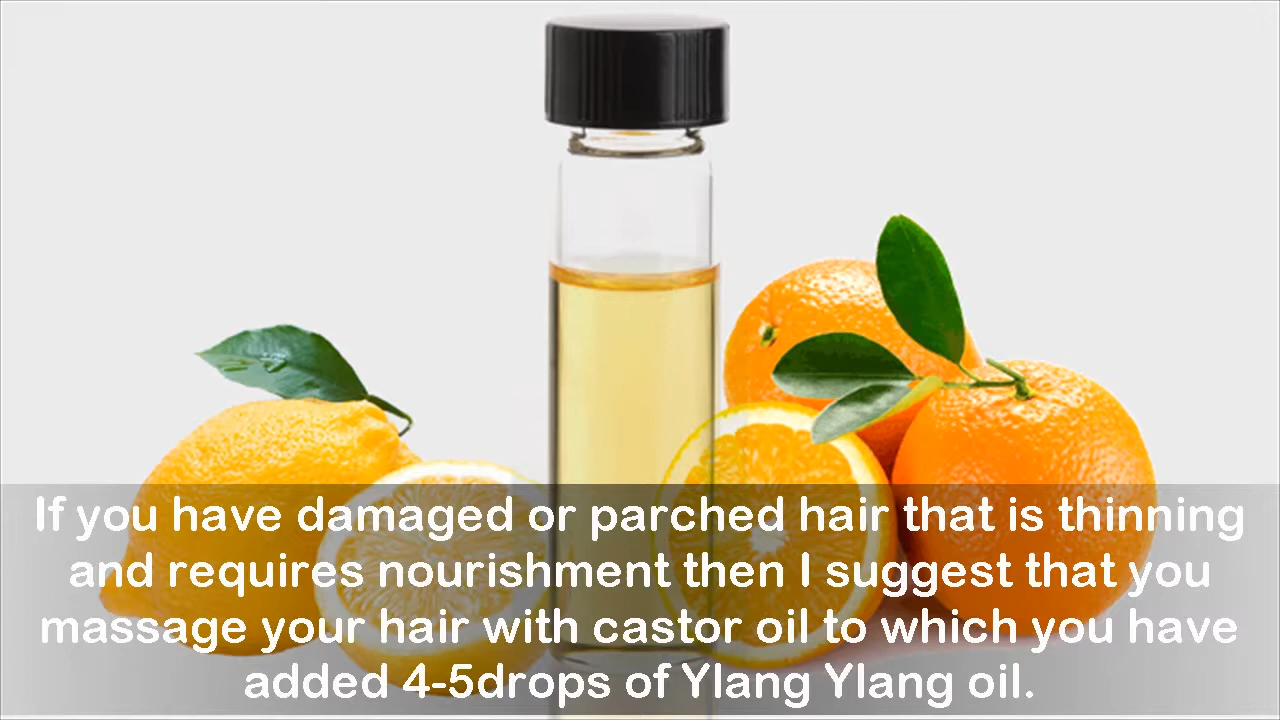 If you have damaged or parched hair that is thinning
and requires nourishment then I suggest that you
massage your hair with castor oil to which you have
added 4-5drops of Ylang Ylang oil.